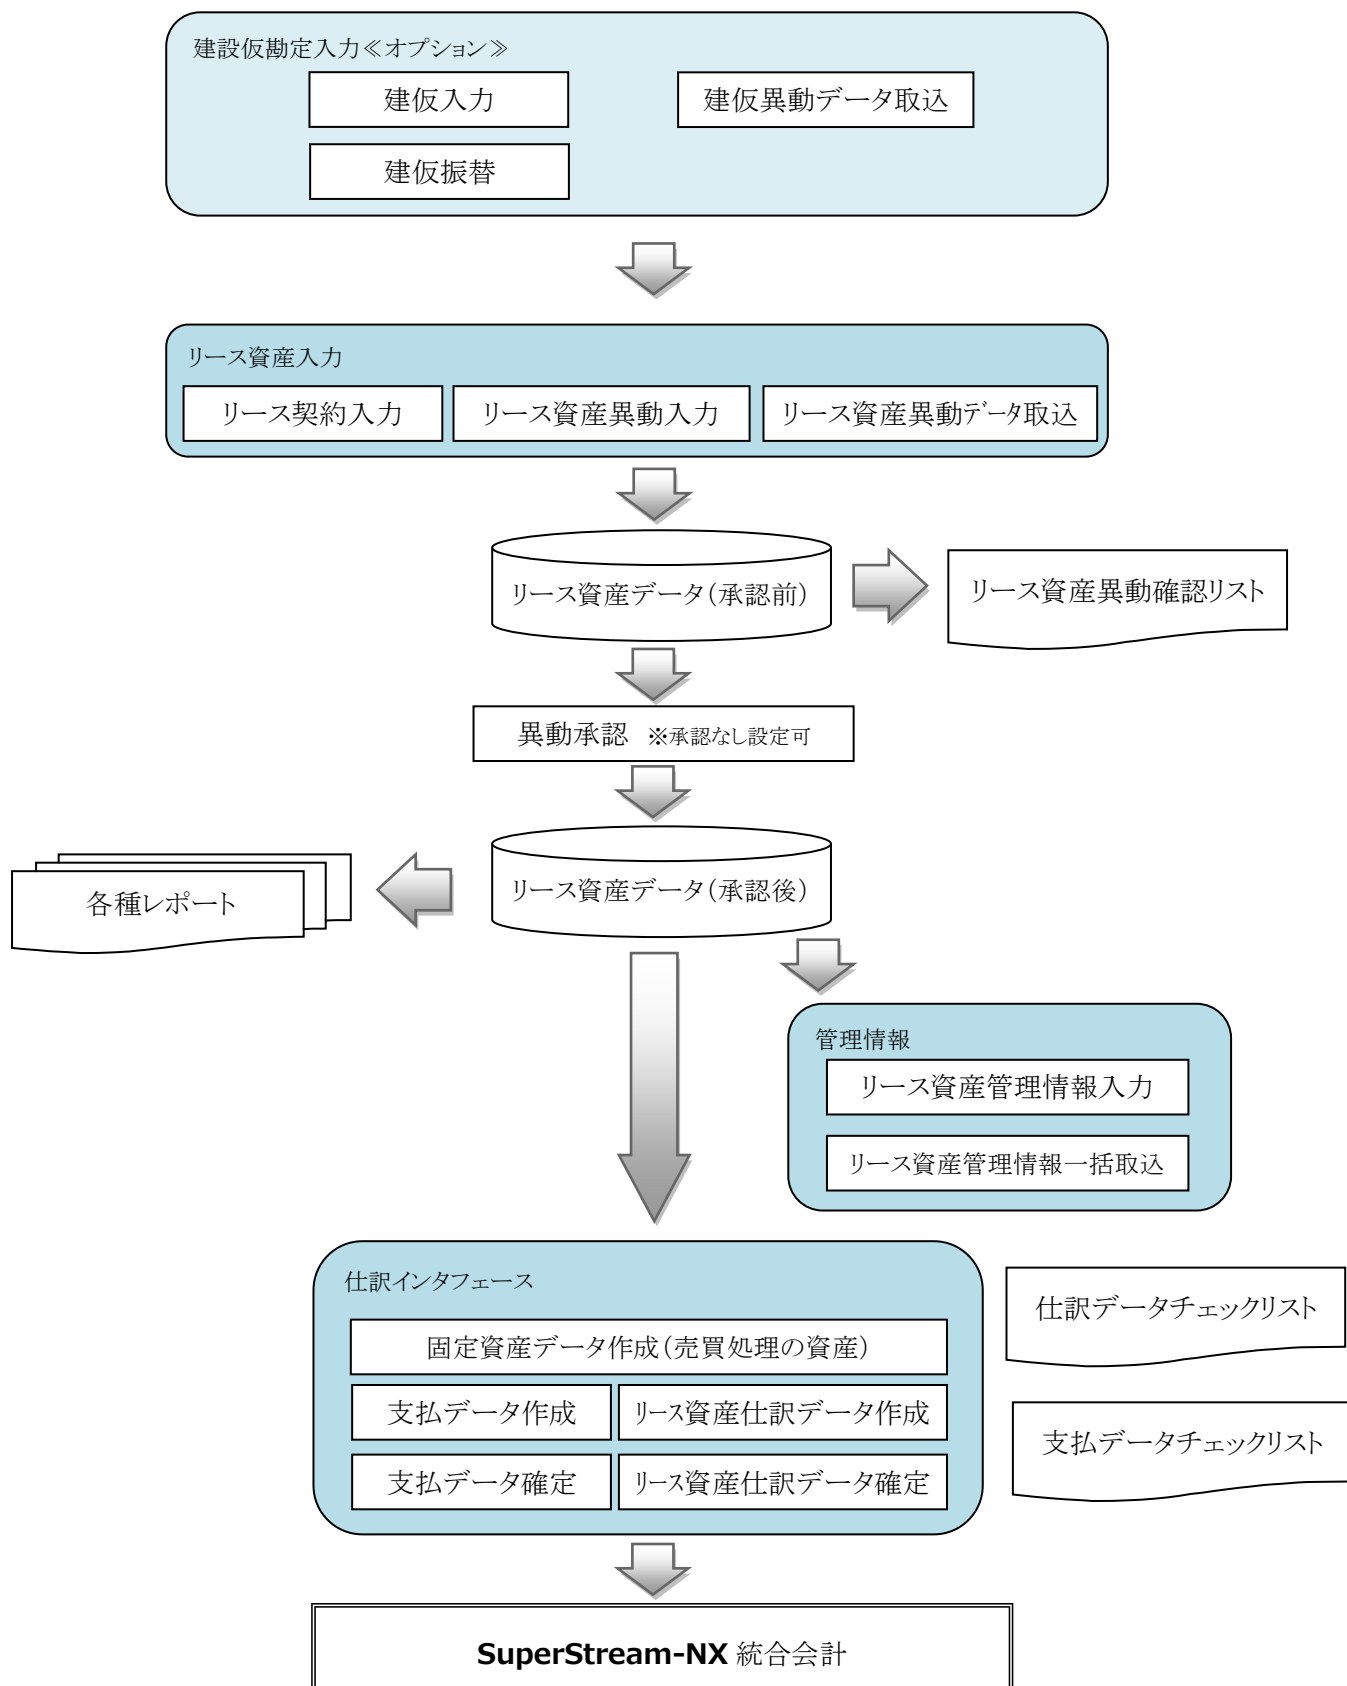 建設仮勘定入力≪オプション≫
建仮入力
建仮異動データ取込
建仮振替
リース資産入力
リース契約入力
リース資産異動入力
リース資産異動データ取込
リース資産データ(承認前)
リース資産異動確認リスト
異動承認 ※承認なし設定可
リース資産データ(承認後)
各種レポート
管理情報
リース資産管理情報入力
リース資産管理情報一括取込
仕訳インタフェース
固定資産データ作成(売買処理の資産)
支払データ作成
リース資産仕訳データ作成
支払データ確定
リース資産仕訳データ確定
仕訳データチェックリスト
支払データチェックリスト
SuperStream-NX 統合会計